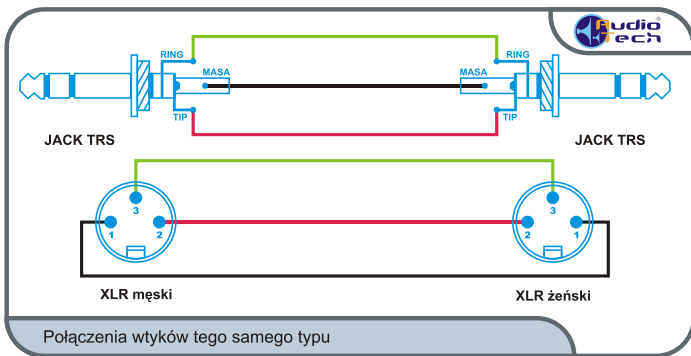 Audio
Tech
RING
RING
MASA
MASA
TIP
TIP
JACK TRS
JACK TRS
3
3
1
2
2
1
XLR męski
XLR żeński
Połączenia wtyków tego samego typu